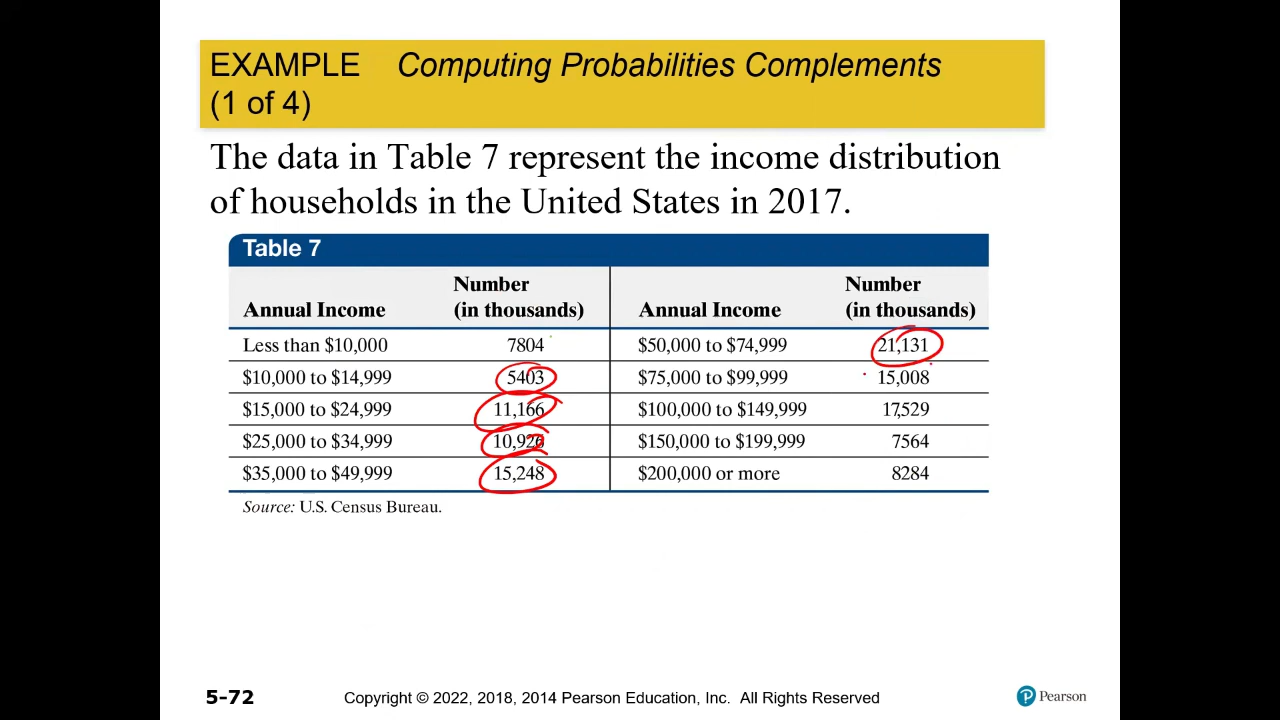 EXAMPLE Computing Probabilities Complements
(1 of 4)
The data in Table 7 represent the income distribution
of households in the United States in 2017.
Table 7
Number Number
Annual Income (in thousands) Annual Income (in thousands)
Less than $10,000 7804 $50,000 to $74,999 21,131
$10,000 to $14,999 5403 $75,000 to $99,999 15,008
$15,000 to $24,999 11,166 $100,000 to $149,999 17,529
$25,000 to $34,999 10,926 $150,000 to $199,999 7564
$35,000 to $49,999 15,248 $200,000 or more 8284
Source: U.S. Census Bureau.
5-72 Copyright © 2022, 2018, 2014 Pearson Education, Inc. All Rights Reserved P Pearson